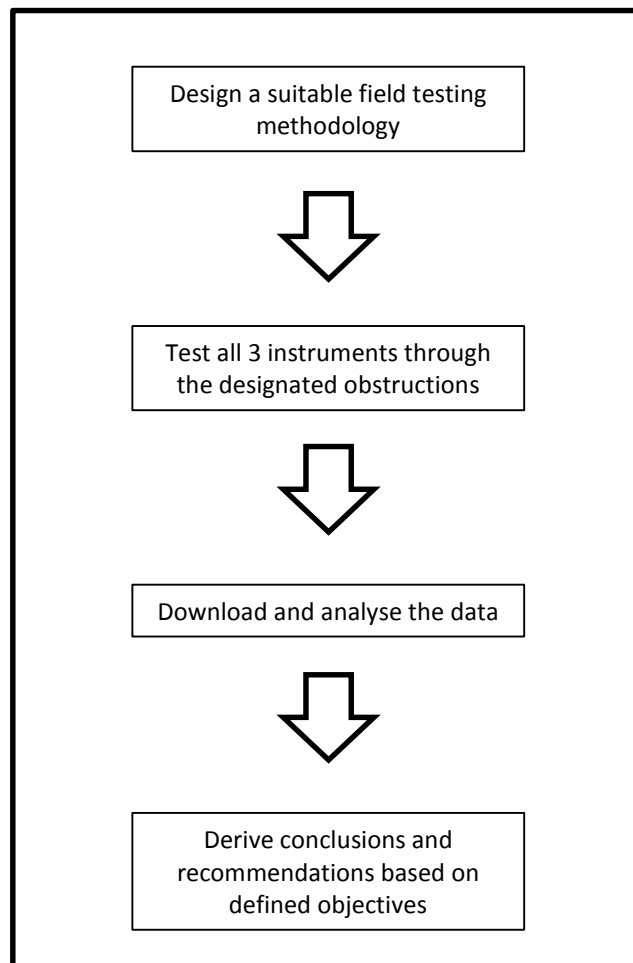 Design a suitable field testing
methodology
Test all 3 instruments through
the designated obstructions
Download and analyse the data
Derive conclusions and
recommendations based on
defined objectives